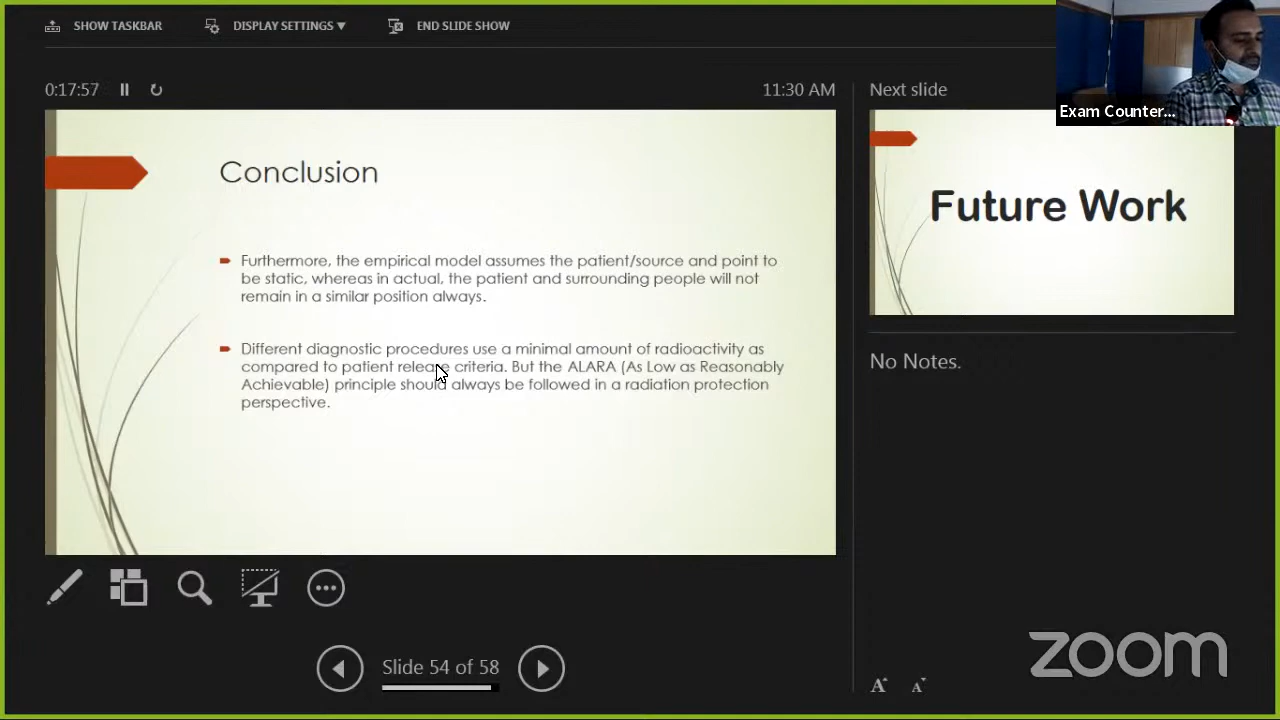 SHOW TASKBAR
DISPLAY SETTINGS
END SLIDE SHOW
0:17:57
11:30 AM
Next slide
Exam Counter...
Conclusion
Furthermore, the empirical model assumes the patient/source and point to
be static, whereas in actual, the patient and surrounding people will not
remain in a similar position always.
Different diagnostic procedures use a minimal amount of radioactivity as
compared to patient release criteria. But the ALARA (As Low as Reasonably
Achievable) principle should always be followed in a radiation protection
perspective.
Future Work
No Notes.
Slide 54 of 58
A A
zoom